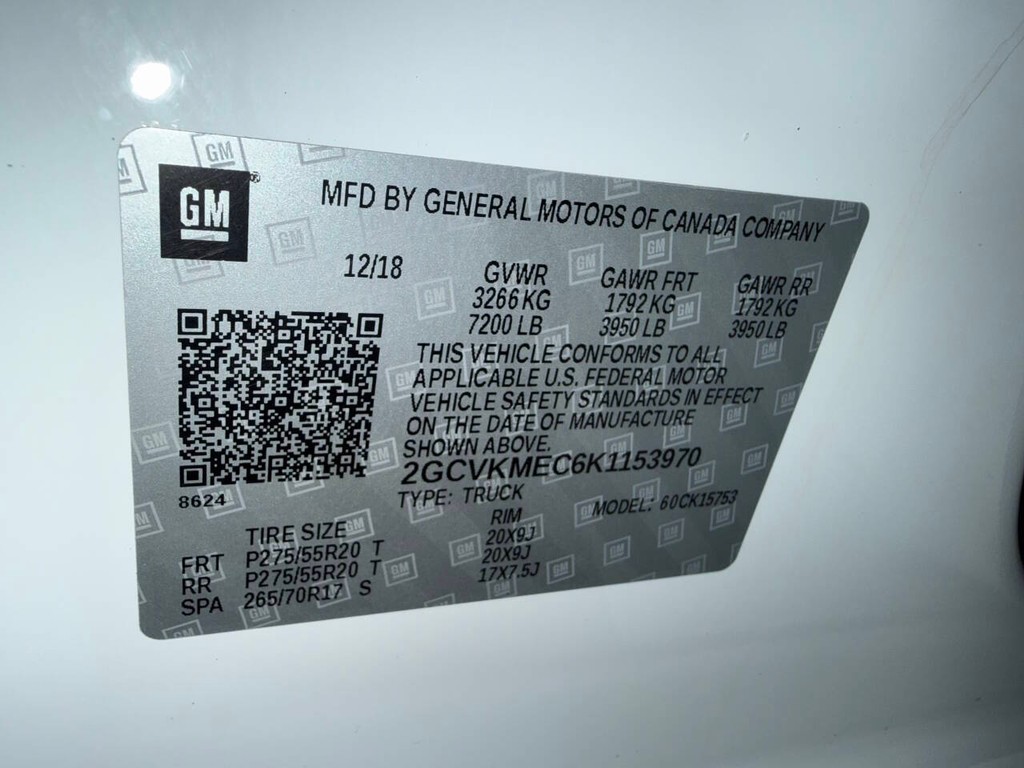 GM
MFD BY GENERAL MOTORS OF CANADA COMPANY
12/18
GVWR GAWR FRT GAWR RR
3266 KG 1792 KG 1792 KG
7200 LB 3950 LB 3950 LB
THIS VEHICLE CONFORMS TO ALL
APPLICABLE U.S. FEDERAL MOTOR
VEHICLE SAFETY STANDARDS IN EFFECT
ON THE DATE OF MANUFACTURE
SHOWN ABOVE.
2GCVKMEC6K1153970
8624
TYPE: TRUCK MODEL: 60CK15753
TIRE SIZE RIM
FRT P275/55R20 T 20X9J
RR P275/55R20 T 20X9J
SPA 265/70R17 S 17X7.5J